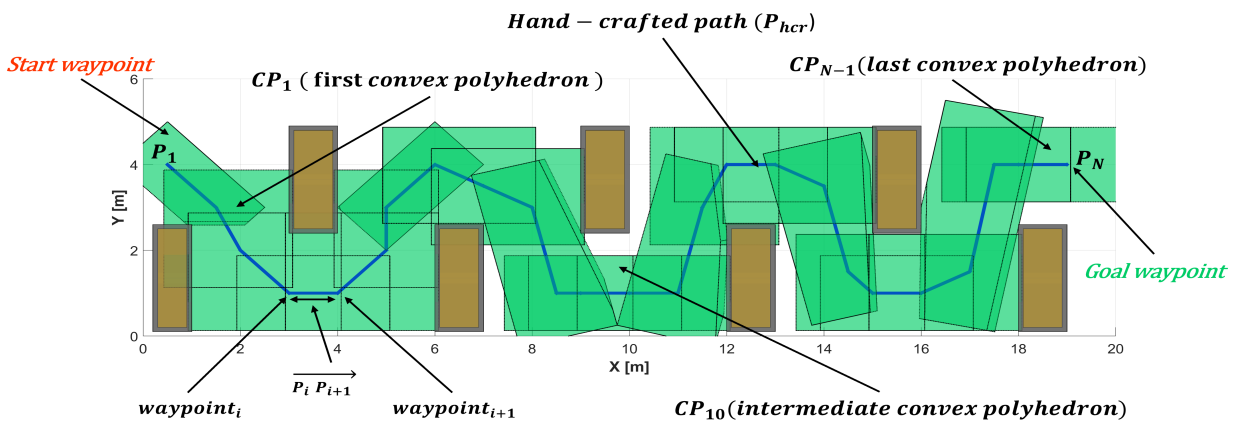 Hand − crafted path (P_hcr)
Start waypoint
CP_1 ( first convex polyhedron )
CP_{N−1}(last convex polyhedron)
6
P_1
P_N
4
Y [m]
2
Goal waypoint
0
0 2 4 6 8 10 12 14 16 18 20
X [m]
P_i P_{i+1}
waypoint_i
waypoint_{i+1}
CP_10(intermediate convex polyhedron)